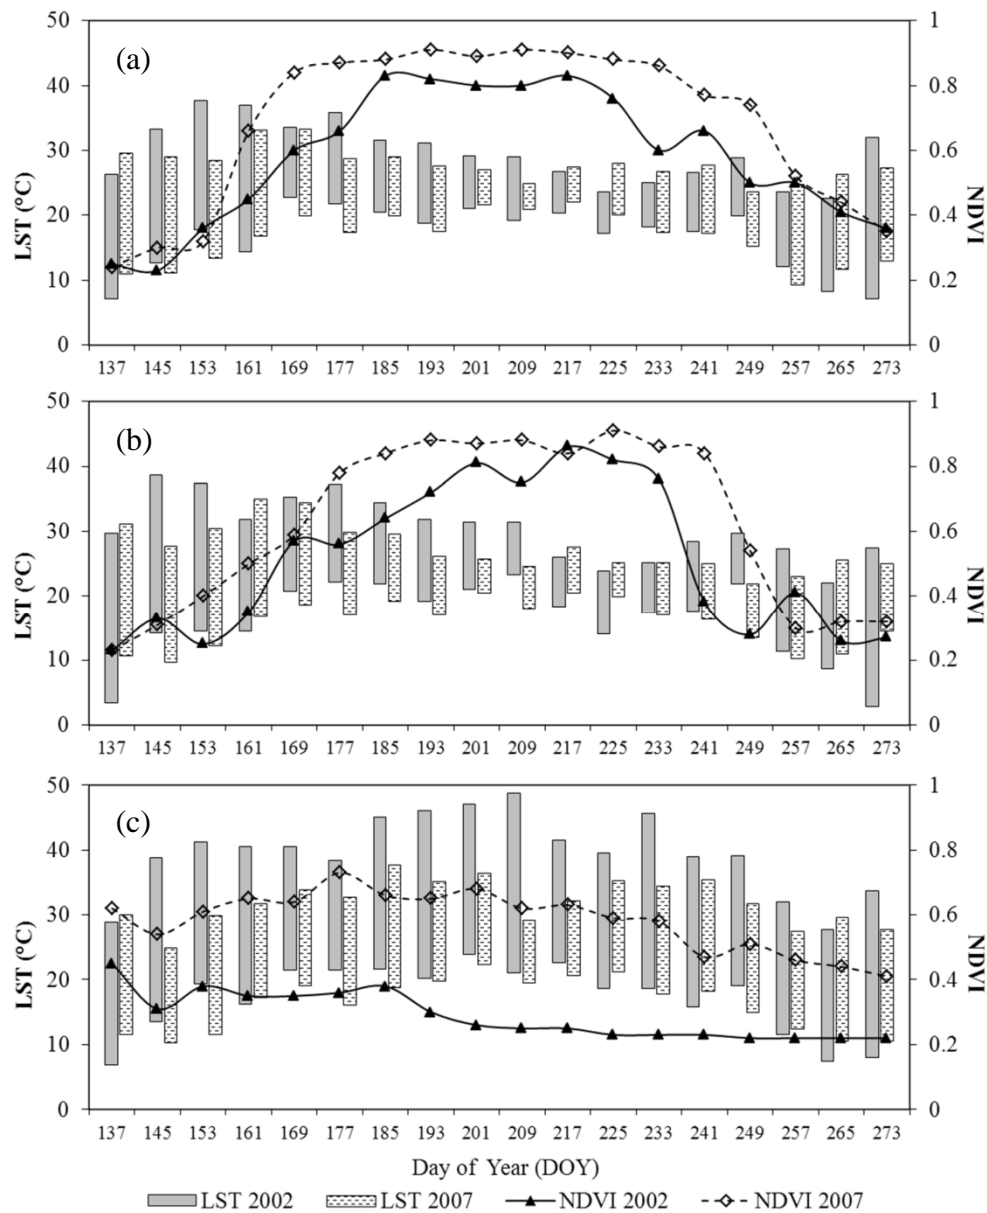 50 1
(a)
40 0.8
30 0.6
20 0.4
10 0.2
0 0
LST (°C)
NDVI
137 145 153 161 169 177 185 193 201 209 217 225 233 241 249 257 265 273
50 1
(b)
40 0.8
30 0.6
20 0.4
10 0.2
0 0
LST (°C)
NDVI
137 145 153 161 169 177 185 193 201 209 217 225 233 241 249 257 265 273
50 1
(c)
40 0.8
30 0.6
20 0.4
10 0.2
0 0
LST (°C)
NDVI
137 145 153 161 169 177 185 193 201 209 217 225 233 241 249 257 265 273
Day of Year (DOY)
LST 2002 LST 2007 NDVI 2002 NDVI 2007